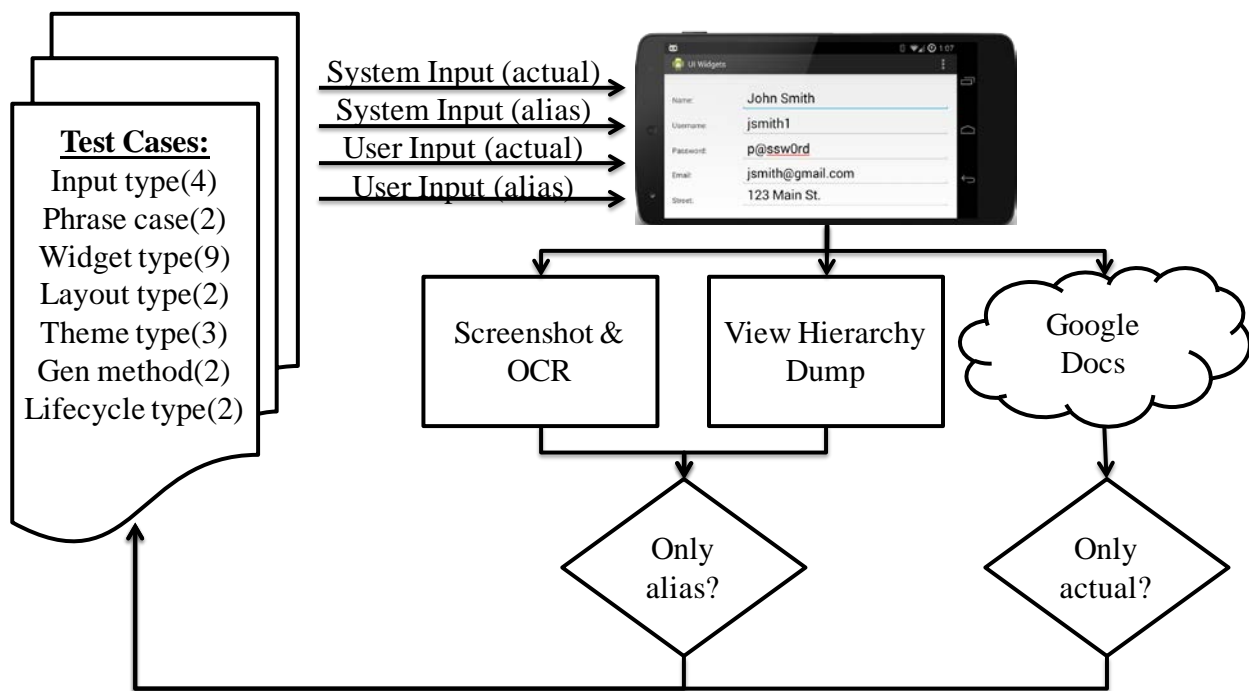 Test Cases:
Input type(4)
Phrase case(2)
Widget type(9)
Layout type(2)
Theme type(3)
Gen method(2)
Lifecycle type(2)
System Input (actual)
System Input (alias)
User Input (actual)
User Input (alias)
1:07
UI Widgets
Name: John Smith
Username: jsmith1
Password: p@ssw0rd
Email: jsmith@gmail.com
Street: 123 Main St.
Screenshot &
OCR
View Hierarchy
Dump
Google
Docs
Only
alias?
Only
actual?